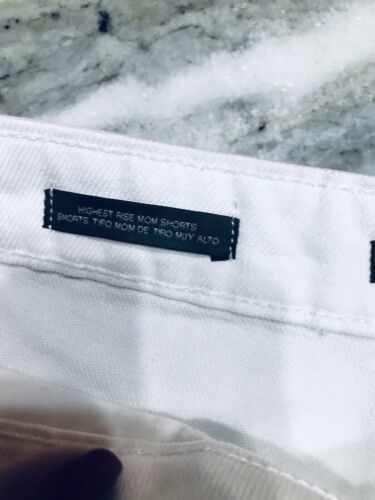 HIGHEST RISE MOM SHORTS
SHORTS TIPO MOM DE TIRO MUY ALTO